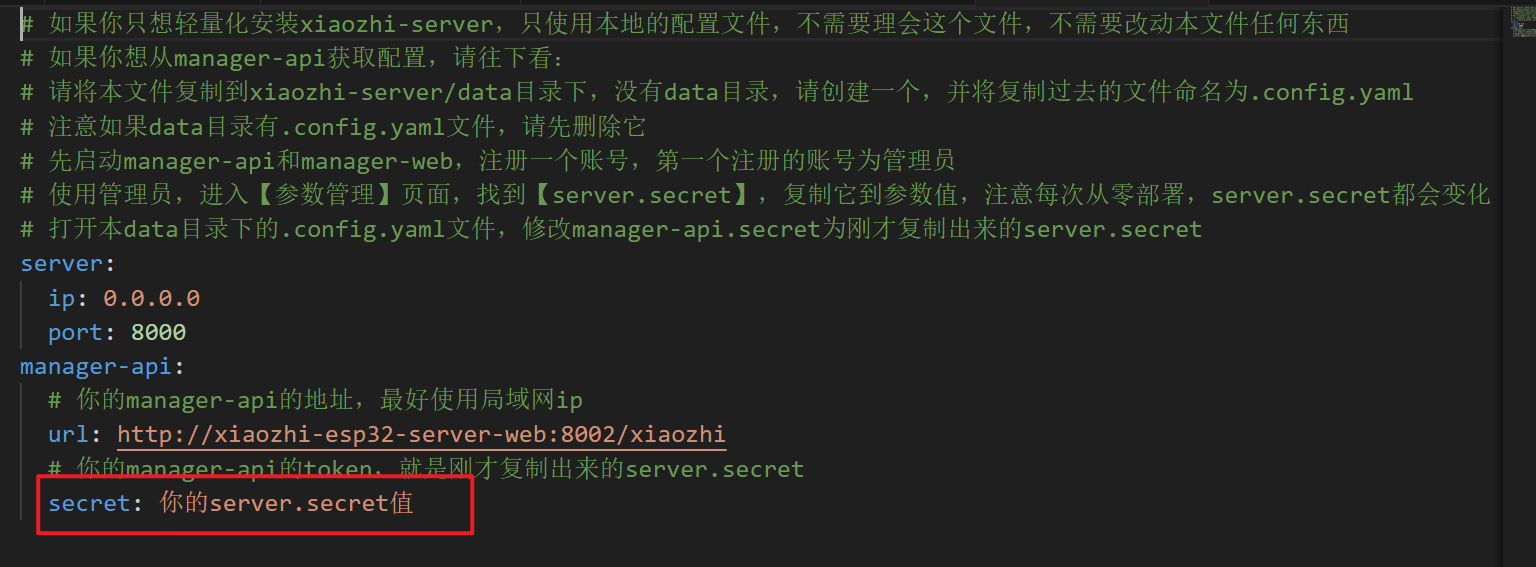 # 如果你只想轻量化安装xiaozhi-server，只使用本地的配置文件，不需要理会这个文件，不需要改动本文件任何东西
# 如果你想从manager-api获取配置，请往下看：
# 请将本文件复制到xiaozhi-server/data目录下，没有data目录，请创建一个，并将复制过去的文件命名为.config.yaml
# 注意如果data目录有.config.yaml文件，请先删除它
# 先启动manager-api和manager-web，注册一个账号，第一个注册的账号为管理员
# 使用管理员，进入【参数管理】页面，找到【server.secret】，复制它到参数值，注意每次从零部署，server.secret都会变化
# 打开本data目录下的.config.yaml文件，修改manager-api.secret为刚才复制出来的server.secret
server:
  ip: 0.0.0.0
  port: 8000
manager-api:
  # 你的manager-api的地址，最好使用局域网ip
  url: http://xiaozhi-esp32-server-web:8002/xiaozhi
  # 你的manager-api的token，就是刚才复制出来的server.secret
  secret: 你的server.secret值